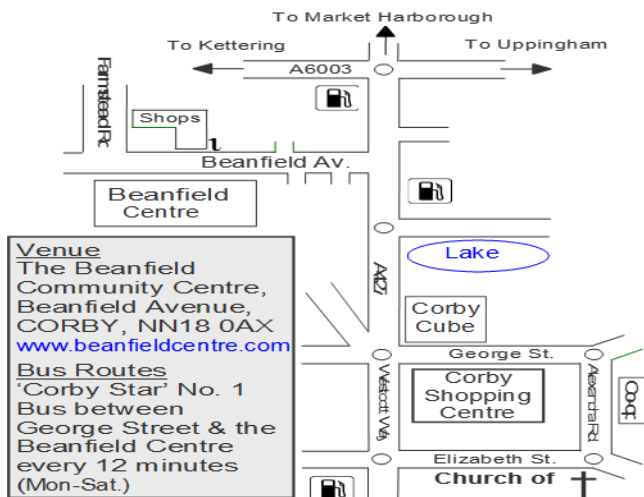 To Market Harborough
To Kettering
To Uppingham
A6003
Farmstead Rd.
Shops
Beanfield Av.
Beanfield
Centre
Lake
A427
Corby
Cube
Venue
The Beanfield
Community Centre,
Beanfield Avenue,
CORBY, NN18 0AX
www.beanfieldcentre.com
Bus Routes
'Corby Star' No. 1
Bus between
George Street & the
Beanfield Centre
every 12 minutes
(Mon-Sat.)
George St.
Westcott Way
Corby
Shopping
Centre
Alexandra Rd.
Coop
Elizabeth St.
Church of